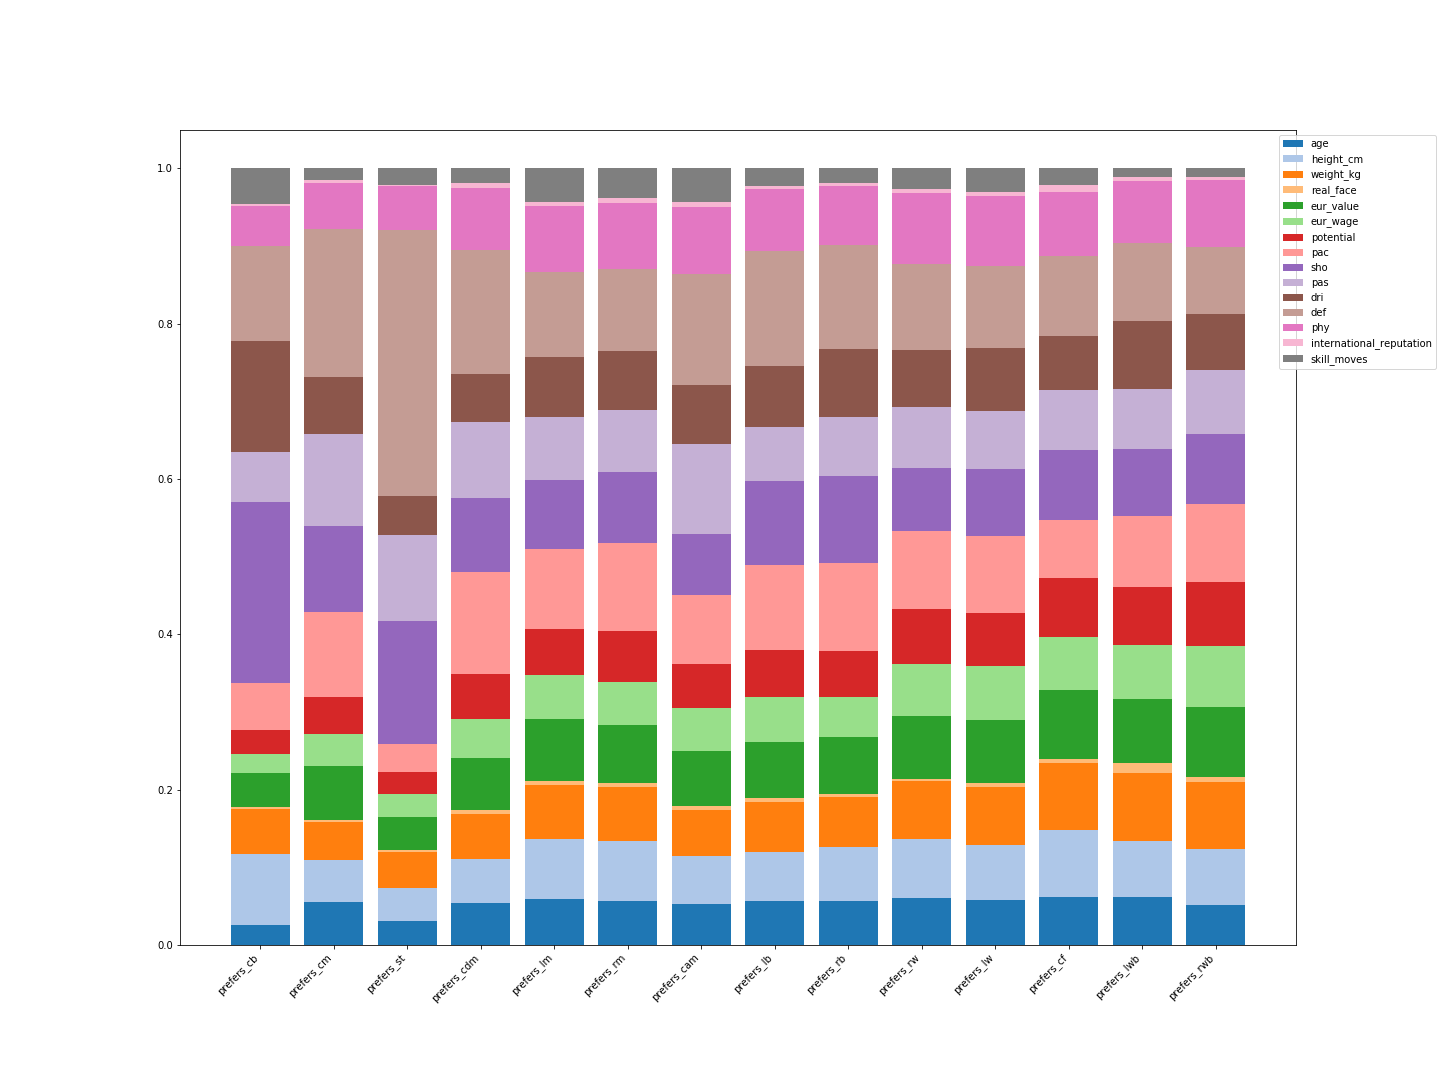 1.0
0.8
0.6
0.4
0.2
0.0
prefers_cb
prefers_cm
prefers_st
prefers_cdm
prefers_lm
prefers_rm
prefers_cam
prefers_lb
prefers_rb
prefers_rw
prefers_lw
prefers_cf
prefers_lwb
prefers_rwb
age
height_cm
weight_kg
real_face
eur_value
eur_wage
potential
pac
sho
pas
dri
def
phy
international_reputation
skill_moves